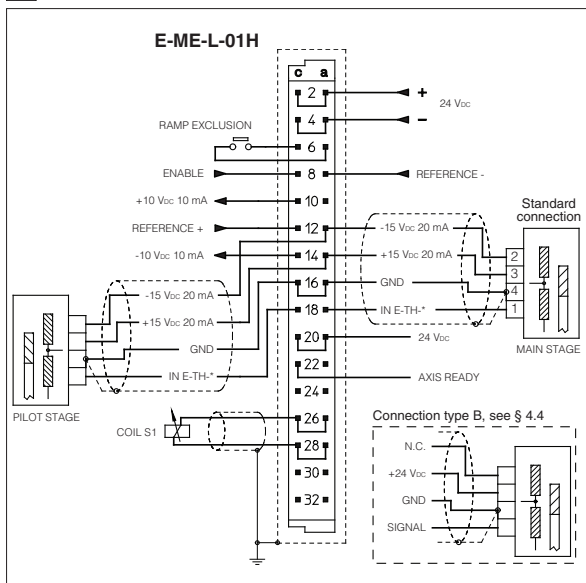 E-ME-L-01H
c a
2
+
24 VDC
4
−
RAMP EXCLUSION
6
ENABLE
8
REFERENCE -
+10 VDC 10 mA
10
Standard
connection
REFERENCE +
12
-15 VDC 20 mA
-10 VDC 10 mA
14
+15 VDC 20 mA
2
3
4
1
16
GND
18
IN E-TH-*
MAIN STAGE
-15 VDC 20 mA
+15 VDC 20 mA
GND
IN E-TH-*
PILOT STAGE
20
24 VDC
22
AXIS READY
24
26
COIL S1
28
30
32
Connection type B, see § 4.4
N.C.
+24 VDC
GND
SIGNAL